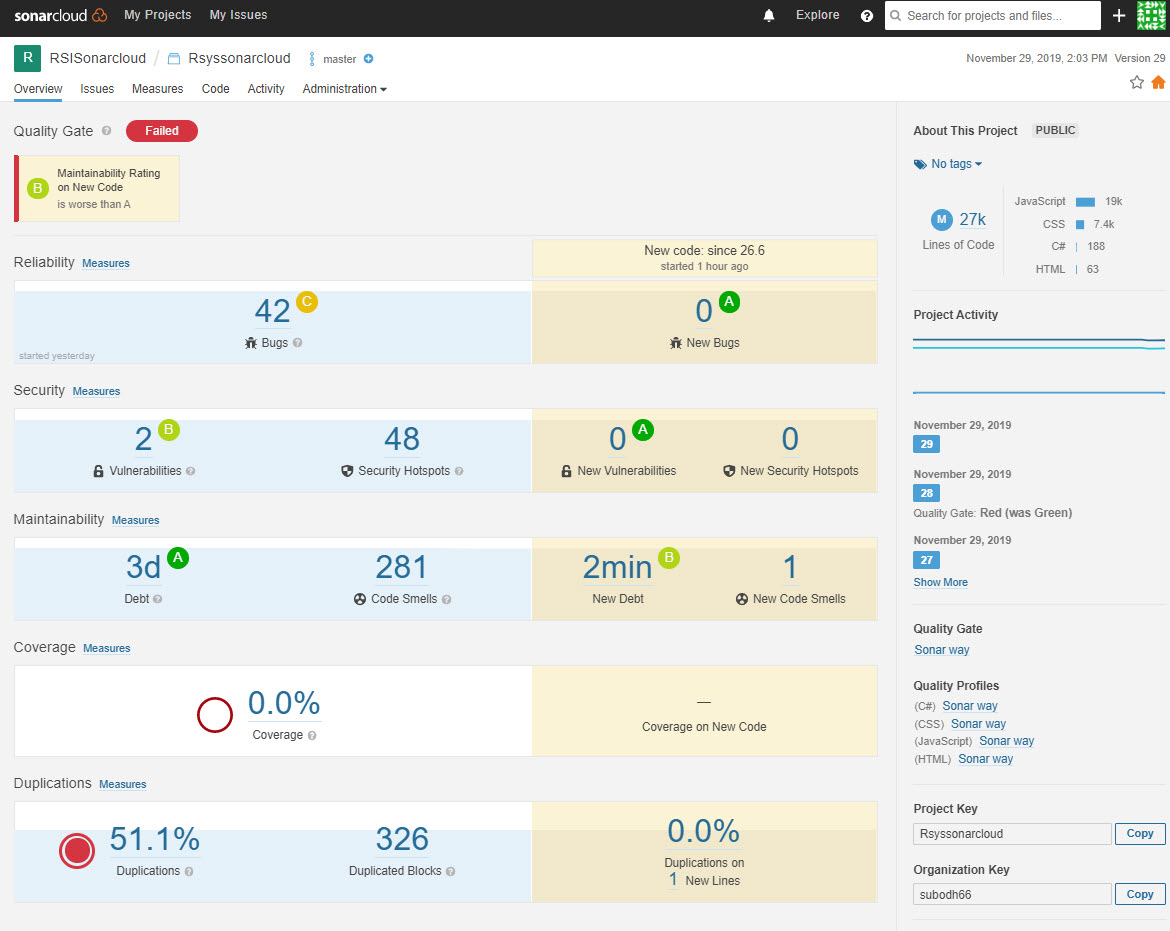 sonarcloud My Projects My Issues Explore Search for projects and files...
R RSISonarcloud / Rsyssonarcloud master November 29, 2019, 2:03 PM Version 29
Overview Issues Measures Code Activity Administration
Quality Gate ? Failed
B Maintainability Rating
on New Code
is worse than A
New code: since 26.6
started 1 hour ago
Reliability Measures
42 C 0 A
Bugs ? New Bugs
started yesterday
Security Measures
2 B 48 0 A 0
Vulnerabilities ? Security Hotspots ? New Vulnerabilities New Security Hotspots
Maintainability Measures
3d A 281 2min B 1
Debt ? Code Smells ? New Debt New Code Smells
Coverage Measures
0.0% —
Coverage ? Coverage on New Code
Duplications Measures
51.1% 326 0.0%
Duplications ? Duplicated Blocks ? Duplications on
1 New Lines
About This Project PUBLIC
No tags
M 27k
Lines of Code
JavaScript 19k
CSS 7.4k
C# 188
HTML 63
Project Activity
November 29, 2019
29
November 29, 2019
28
Quality Gate: Red (was Green)
November 29, 2019
27
Show More
Quality Gate
Sonar way
Quality Profiles
(C#) Sonar way
(CSS) Sonar way
(JavaScript) Sonar way
(HTML) Sonar way
Project Key
Rsyssonarcloud Copy
Organization Key
subodh66 Copy